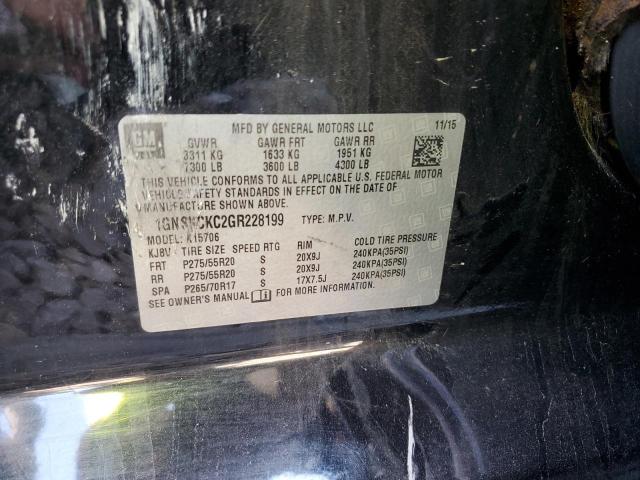 GM
MFD BY GENERAL MOTORS LLC 11/15
GVWR GAWR FRT GAWR RR
3311 KG 1633 KG 1951 KG
7300 LB 3600 LB 4300 LB
THIS VEHICLE CONFORMS TO ALL APPLICABLE U.S. FEDERAL MOTOR
VEHICLE SAFETY STANDARDS IN EFFECT ON THE DATE OF
MANUFACTURE SHOWN ABOVE.
TYPE: M.P.V.
MODEL: K15706
KJ8V TIRE SIZE SPEED RTG RIM COLD TIRE PRESSURE
FRT P275/55R20 S 20X9J 240KPA(35PSI)
RR P275/55R20 S 20X9J 240KPA(35PSI)
SPA P265/70R17 S 17X7.5J 240KPA(35PSI)
SEE OWNER'S MANUAL FOR MORE INFORMATION.